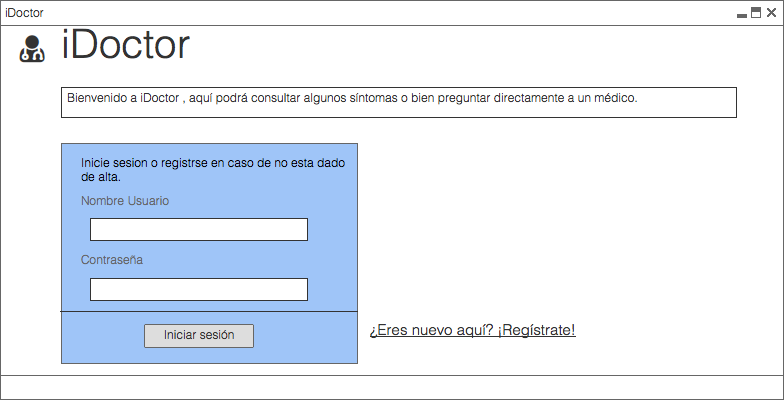 iDoctor
iDoctor
Bienvenido a iDoctor , aquí podrá consultar algunos síntomas o bien preguntar directamente a un médico.
Inicie sesion o registrse en caso de no esta dado
de alta.
Nombre Usuario
Contraseña
Iniciar sesión
¿Eres nuevo aquí? ¡Regístrate!